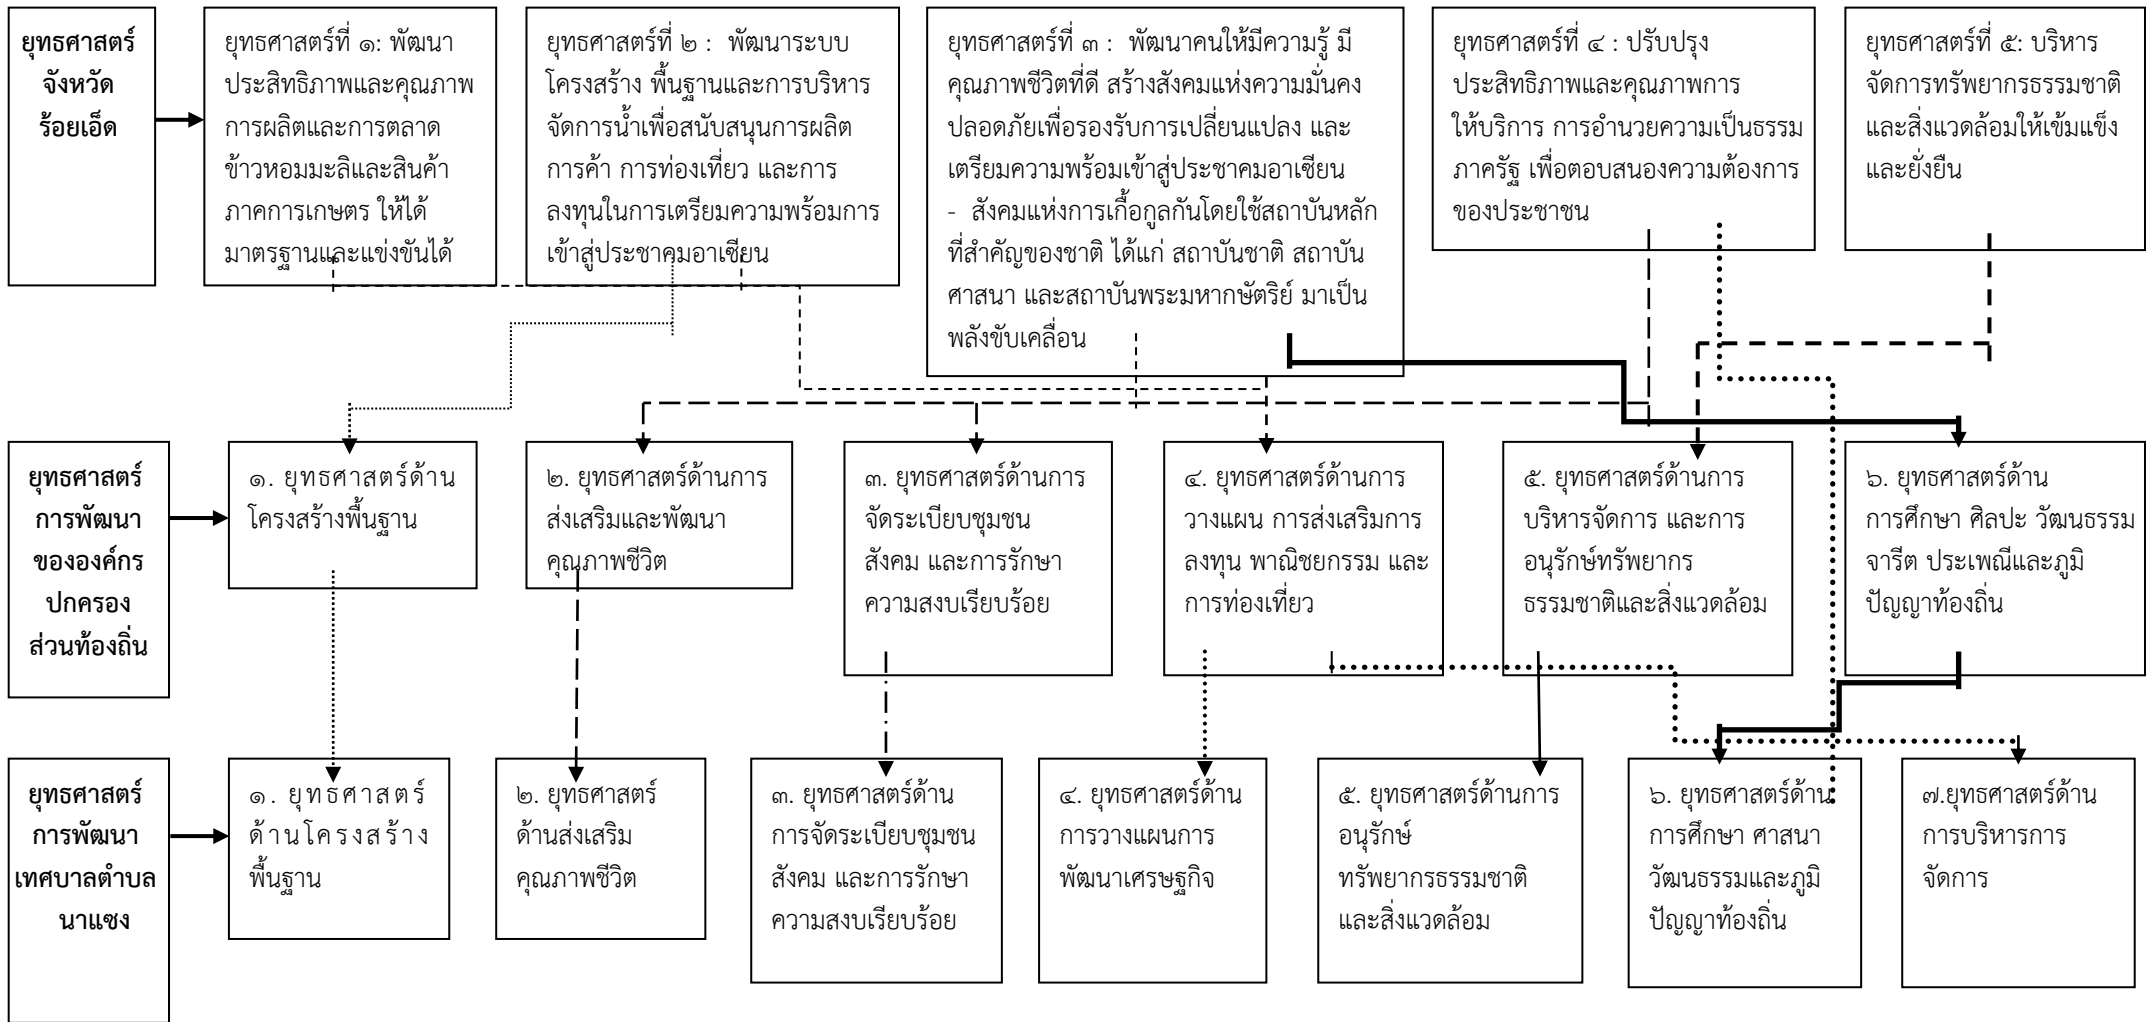 ยุทธศาสตร์
จังหวัด
ร้อยเอ็ด
ยุทธศาสตร์ที่ ๑: พัฒนา
ประสิทธิภาพและคุณภาพ
การผลิตและการตลาด
ข้าวหอมมะลิและสินค้า
ภาคการเกษตร ให้ได้
มาตรฐานและแข่งขันได้
ยุทธศาสตร์ที่ ๒ : พัฒนาระบบ
โครงสร้าง พื้นฐานและการบริหาร
จัดการน้ำเพื่อสนับสนุนการผลิต
การค้า การท่องเที่ยว และการ
ลงทุนในการเตรียมความพร้อมการ
เข้าสู่ประชาคมอาเซียน
ยุทธศาสตร์ที่ ๓ : พัฒนาคนให้มีความรู้ มี
คุณภาพชีวิตที่ดี สร้างสังคมแห่งความมั่นคง
ปลอดภัยเพื่อรองรับการเปลี่ยนแปลง และ
เตรียมความพร้อมเข้าสู่ประชาคมอาเซียน
- สังคมแห่งการเกื้อกูลกันโดยใช้สถาบันหลัก
ที่สำคัญของชาติ ได้แก่ สถาบันชาติ สถาบัน
ศาสนา และสถาบันพระมหากษัตริย์ มาเป็น
พลังขับเคลื่อน
ยุทธศาสตร์ที่ ๔ : ปรับปรุง
ประสิทธิภาพและคุณภาพการ
ให้บริการ การอำนวยความเป็นธรรม
ภาครัฐ เพื่อตอบสนองความต้องการ
ของประชาชน
ยุทธศาสตร์ที่ ๕: บริหาร
จัดการทรัพยากรธรรมชาติ
และสิ่งแวดล้อมให้เข้มแข็ง
และยั่งยืน
ยุทธศาสตร์
การพัฒนา
ขององค์กร
ปกครอง
ส่วนท้องถิ่น
๑. ยุทธศาสตร์ด้าน
โครงสร้างพื้นฐาน
๒. ยุทธศาสตร์ด้านการ
ส่งเสริมและพัฒนา
คุณภาพชีวิต
๓. ยุทธศาสตร์ด้านการ
จัดระเบียบชุมชน
สังคม และการรักษา
ความสงบเรียบร้อย
๔. ยุทธศาสตร์ด้านการ
วางแผน การส่งเสริมการ
ลงทุน พาณิชยกรรม และ
การท่องเที่ยว
๕. ยุทธศาสตร์ด้านการ
บริหารจัดการ และการ
อนุรักษ์ทรัพยากร
ธรรมชาติและสิ่งแวดล้อม
๖. ยุทธศาสตร์ด้าน
การศึกษา ศิลปะ วัฒนธรรม
จารีต ประเพณีและภูมิ
ปัญญาท้องถิ่น
ยุทธศาสตร์
การพัฒนา
เทศบาลตำบล
นาแซง
๑. ยุทธศาสตร์
ด้านโครงสร้าง
พื้นฐาน
๒. ยุทธศาสตร์
ด้านส่งเสริม
คุณภาพชีวิต
๓. ยุทธศาสตร์ด้าน
การจัดระเบียบชุมชน
สังคม และการรักษา
ความสงบเรียบร้อย
๔. ยุทธศาสตร์ด้าน
การวางแผนการ
พัฒนาเศรษฐกิจ
๕. ยุทธศาสตร์ด้านการ
อนุรักษ์
ทรัพยากรธรรมชาติ
และสิ่งแวดล้อม
๖. ยุทธศาสตร์ด้าน
การศึกษา ศาสนา
วัฒนธรรมและภูมิ
ปัญญาท้องถิ่น
๗.ยุทธศาสตร์ด้าน
การบริหารการ
จัดการ